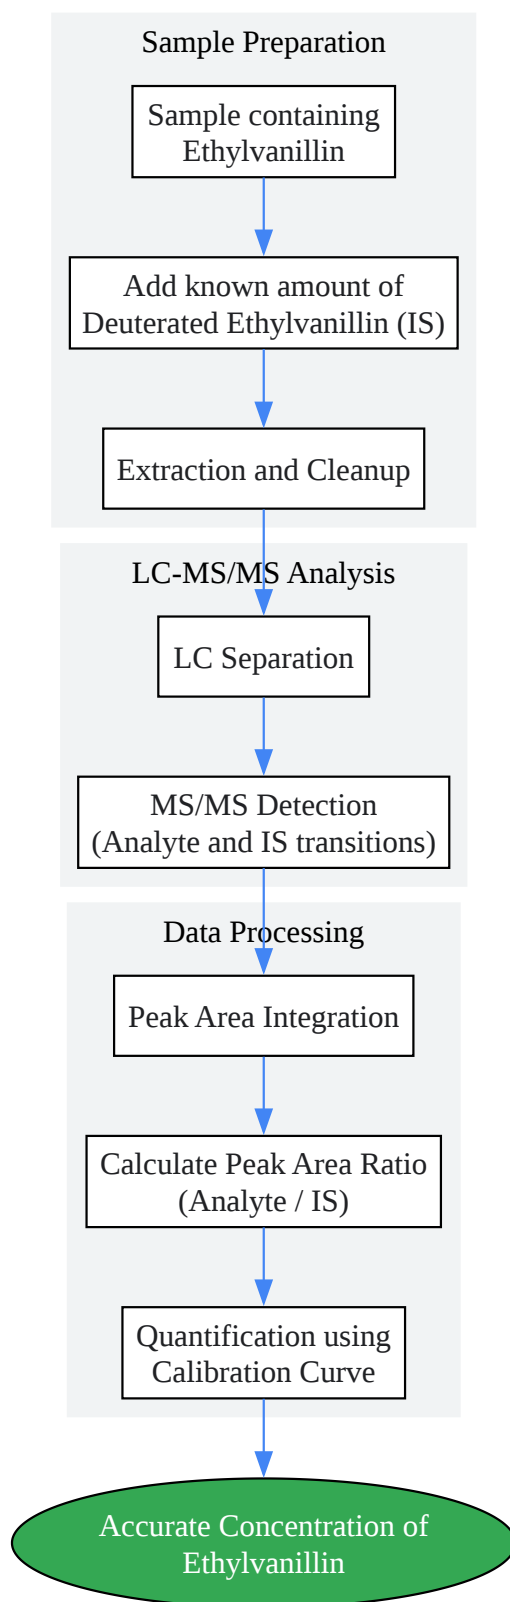 Sample Preparation
Sample containing
Ethylvanillin
Add known amount of
Deuterated Ethylvanillin (IS)
Extraction and Cleanup
LC-MS/MS Analysis
LC Separation
MS/MS Detection
(Analyte and IS transitions)
Data Processing
Peak Area Integration
Calculate Peak Area Ratio
(Analyte / IS)
Quantification using
Calibration Curve
Accurate Concentration of
Ethylvanillin